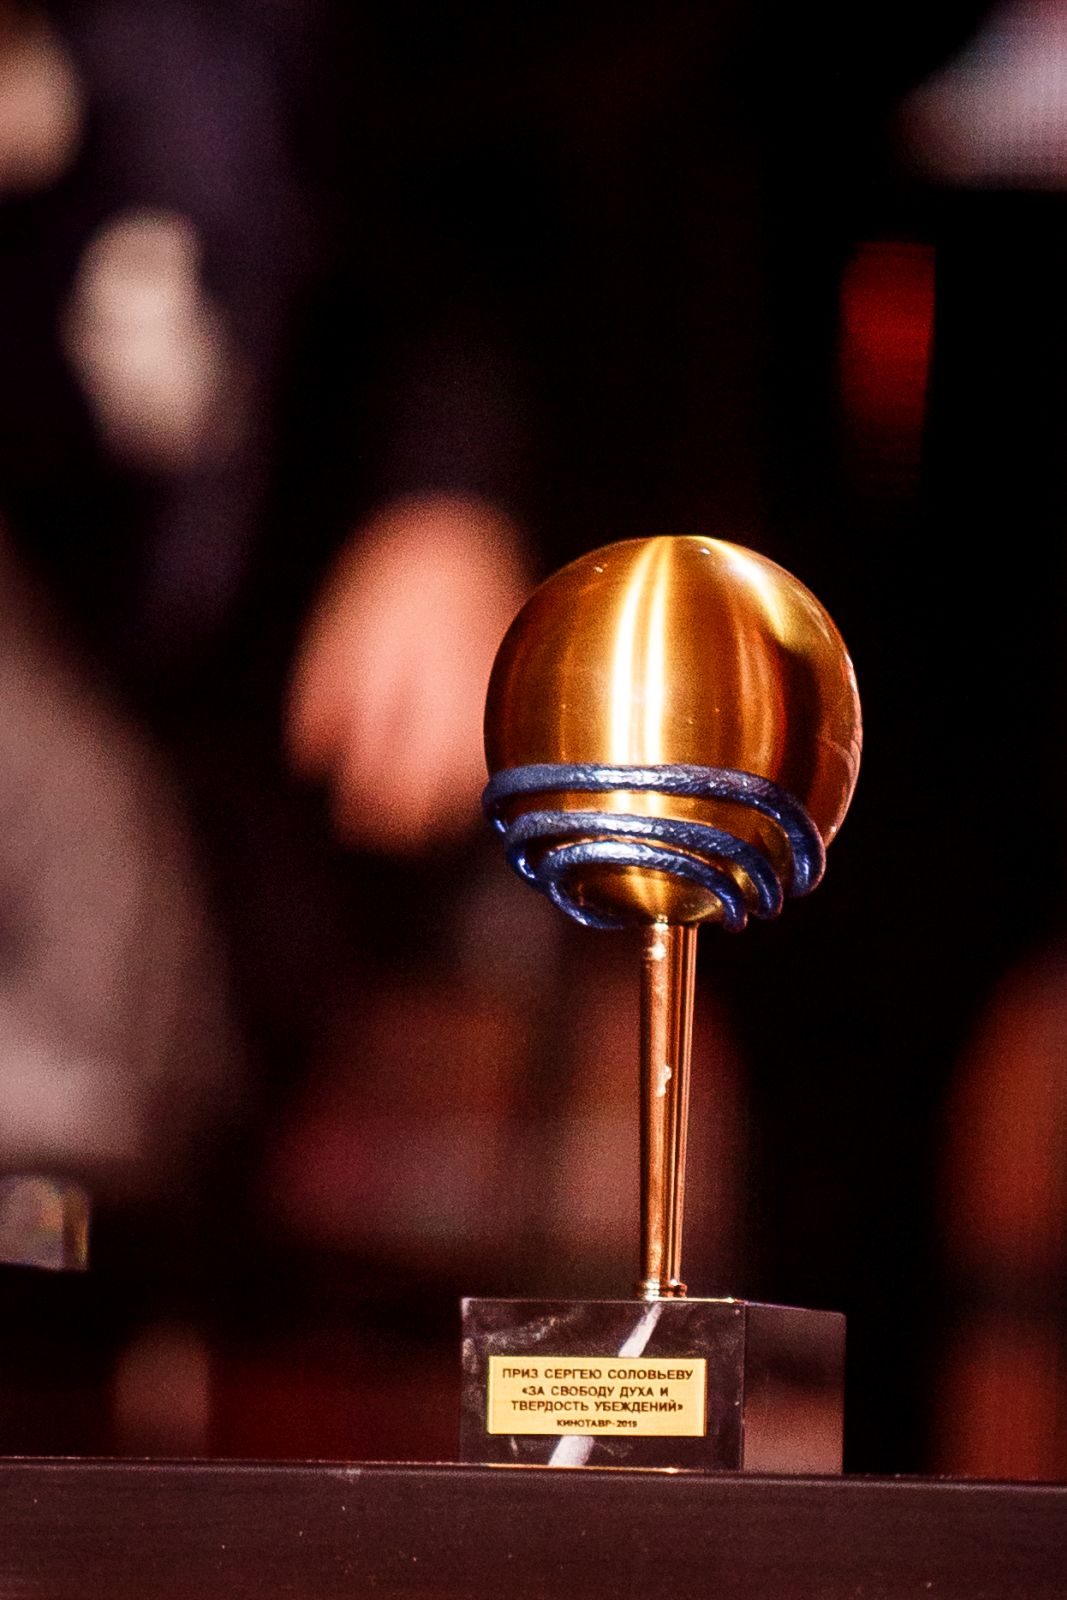 ПРИЗ СЕРГЕЮ СОЛОВЬЕВУ
«ЗА СВОБОДУ ДУХА И
ТВЕРДОСТЬ УБЕЖДЕНИЙ»
КИНОТАВР-2019